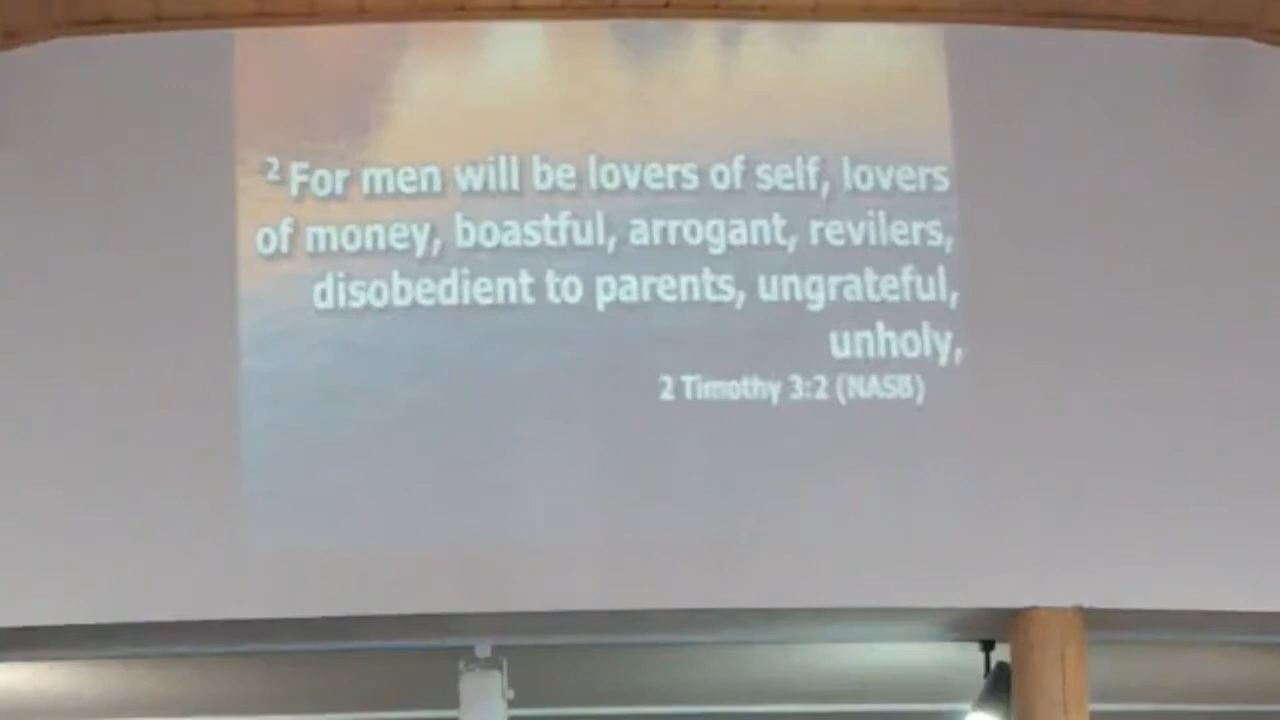 2 For men will be lovers of self, lovers
of money, boastful, arrogant, revilers,
disobedient to parents, ungrateful,
unholy,
2 Timothy 3:2 (NASB)